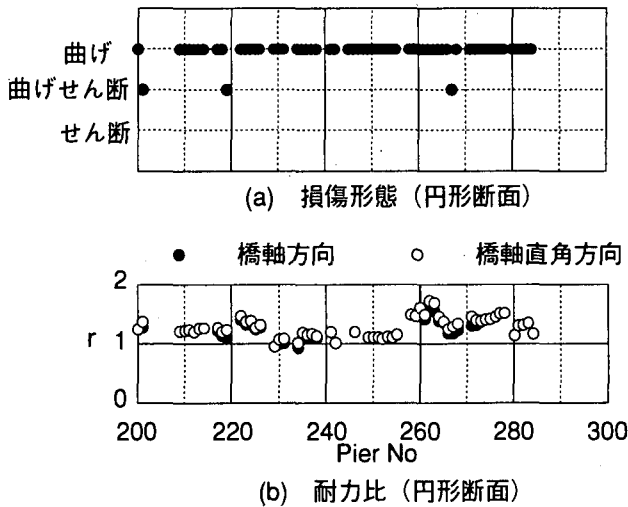 曲げ
曲げせん断
せん断
(a) 損傷形態（円形断面）
● 橋軸方向 ○ 橋軸直角方向
2
r 1
0
200 220 240 260 280 300
Pier No
(b) 耐力比（円形断面）